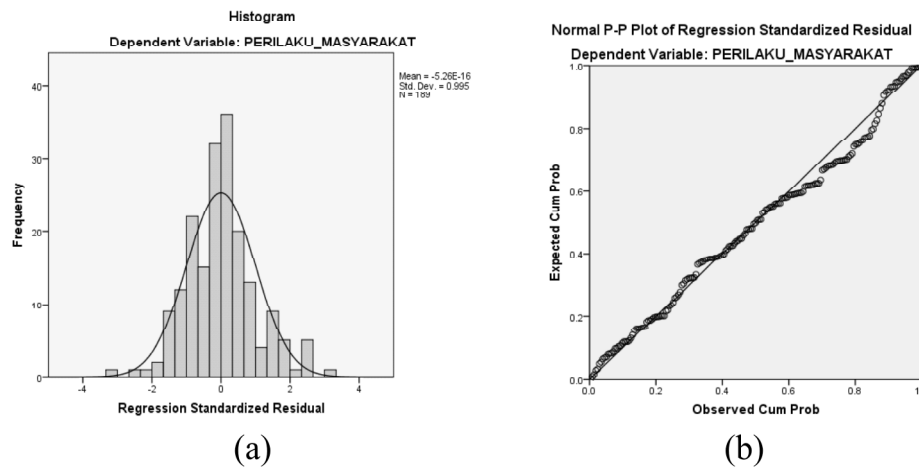 Histogram
Dependent Variable: PERILAKU_MASYARAKAT
Mean = -5.26E-16
Std. Dev. = 0.995
N = 189
40
30
20
10
0
Frequency
-4 -2 0 2 4
Regression Standardized Residual
(a)
Normal P-P Plot of Regression Standardized Residual
Dependent Variable: PERILAKU_MASYARAKAT
1.0
0.8
0.6
0.4
0.2
0.0
Expected Cum Prob
0.0 0.2 0.4 0.6 0.8
Observed Cum Prob
(b)